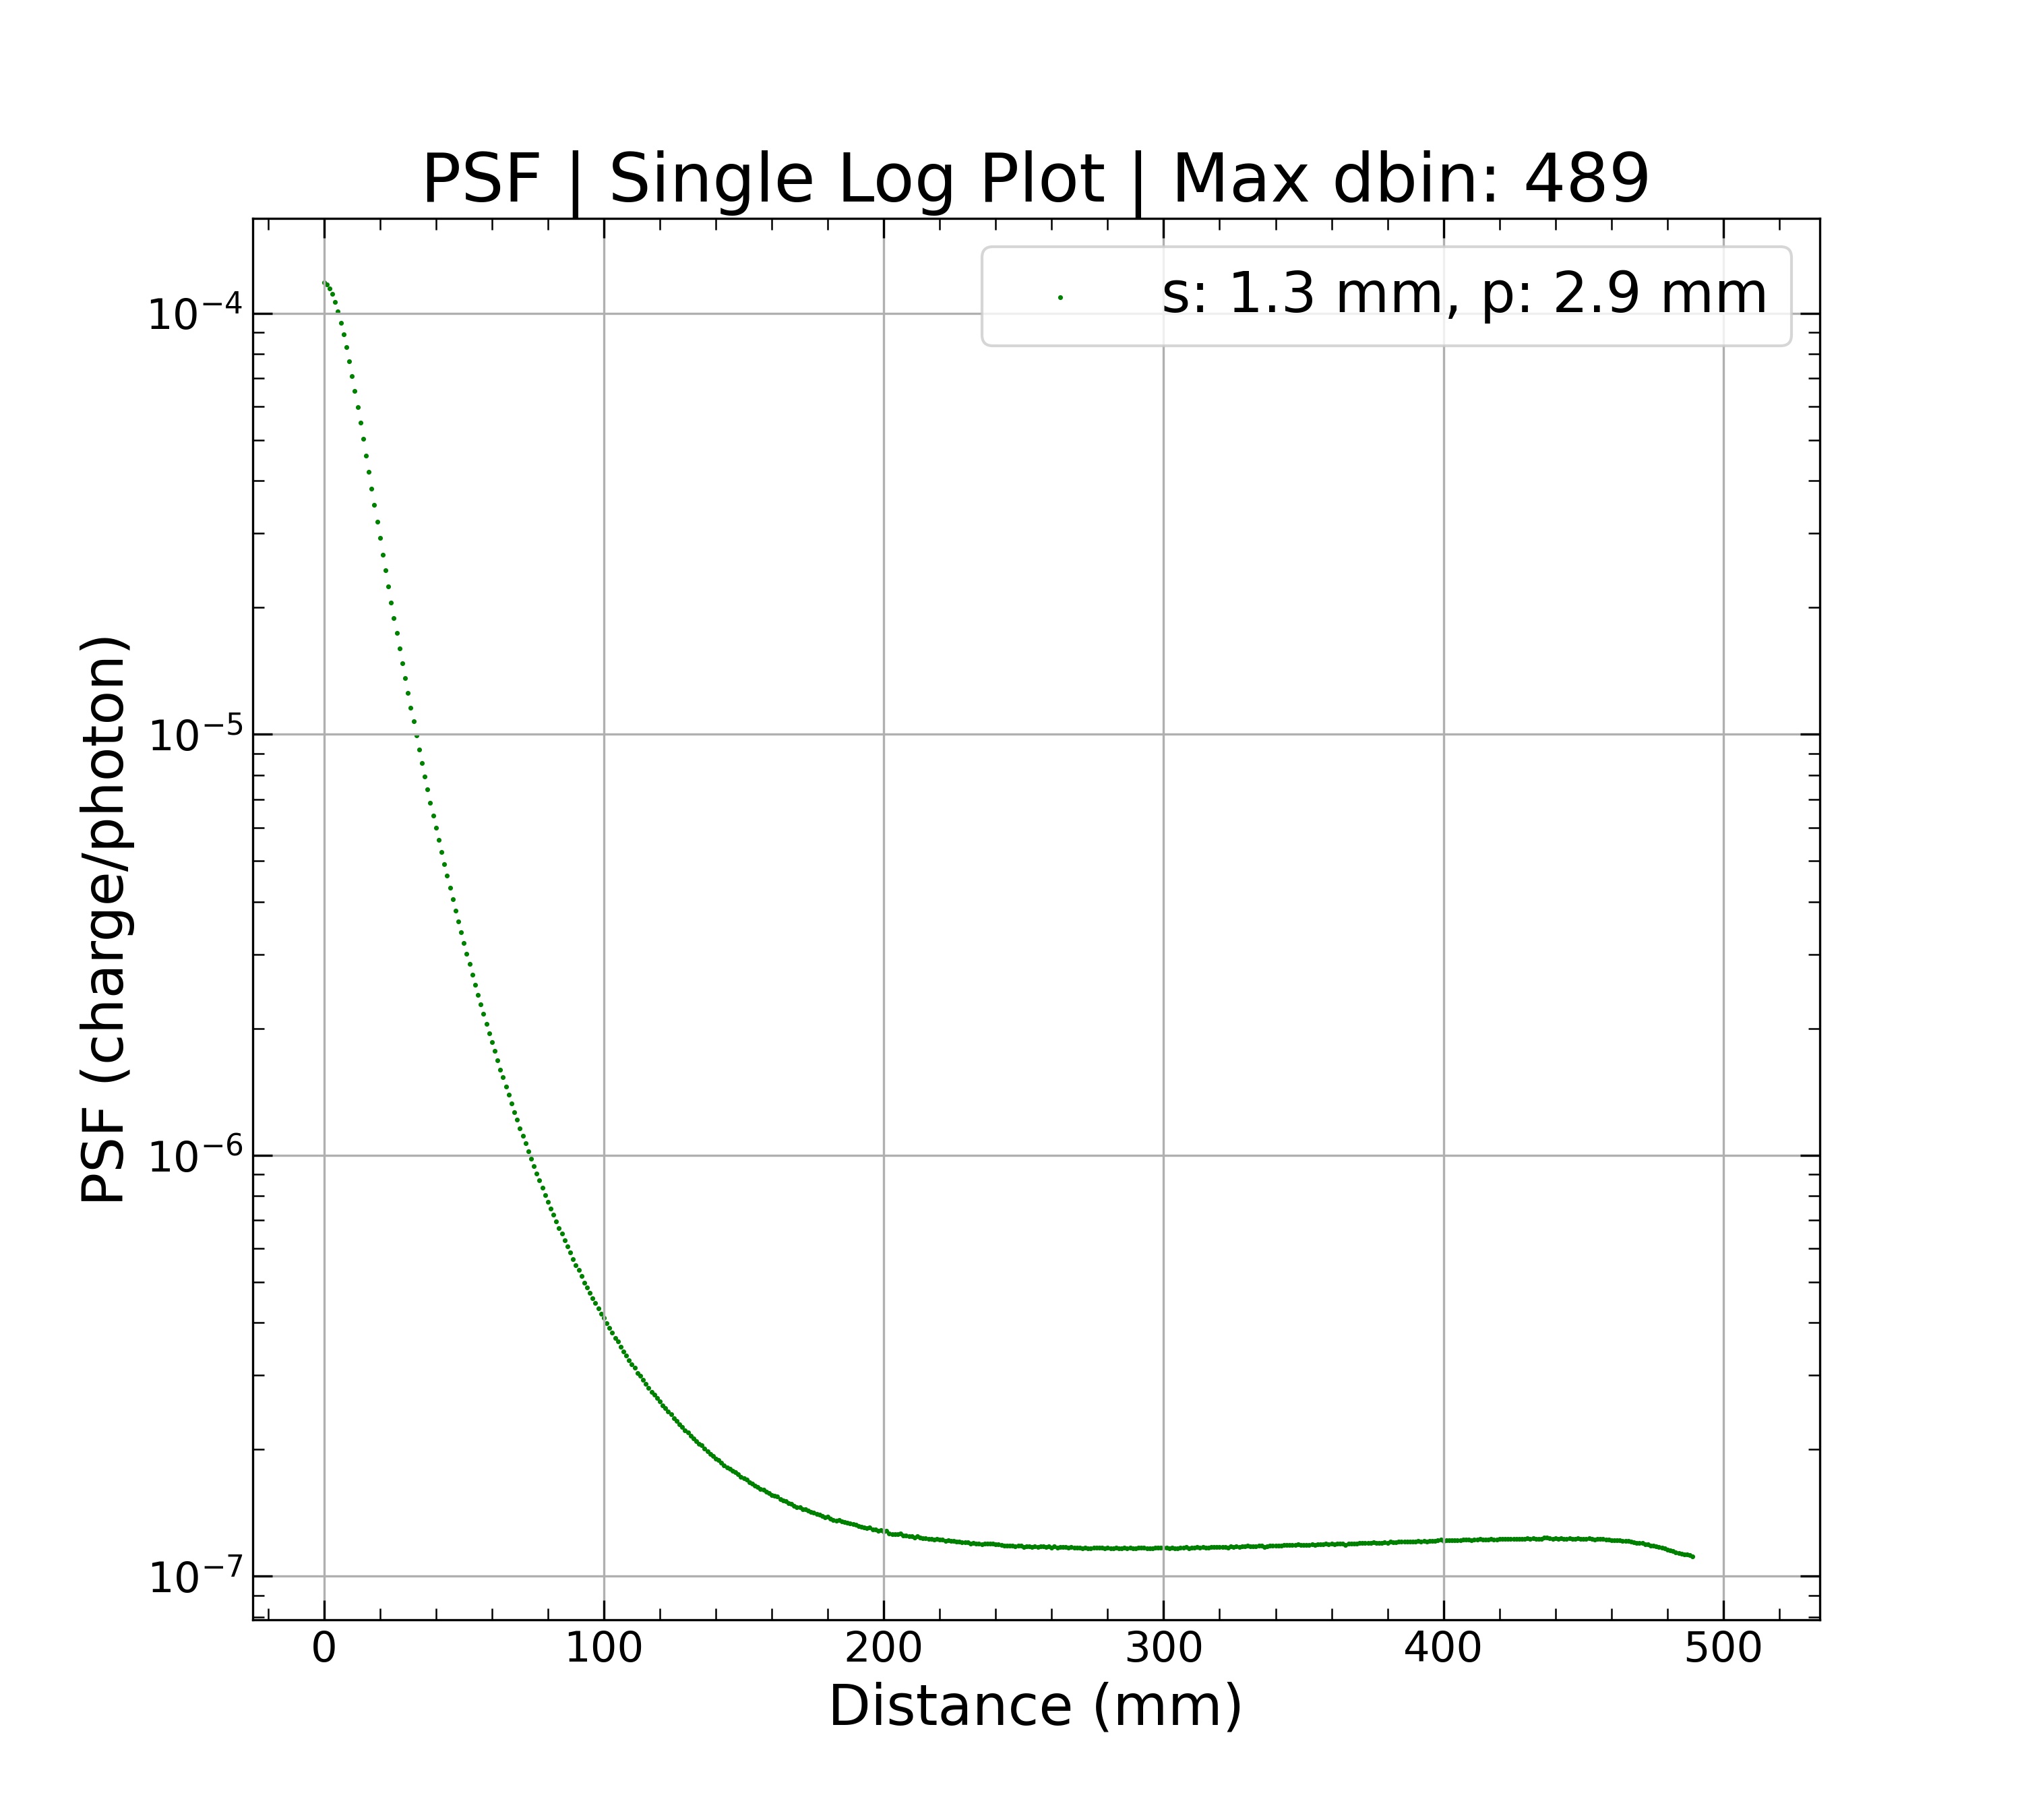 PSF | Single Log Plot | Max dbin: 489
s: 1.3 mm, p: 2.9 mm
PSF (charge/photon)
10⁻⁴
10⁻⁵
10⁻⁶
10⁻⁷
0 100 200 300 400 500
Distance (mm)